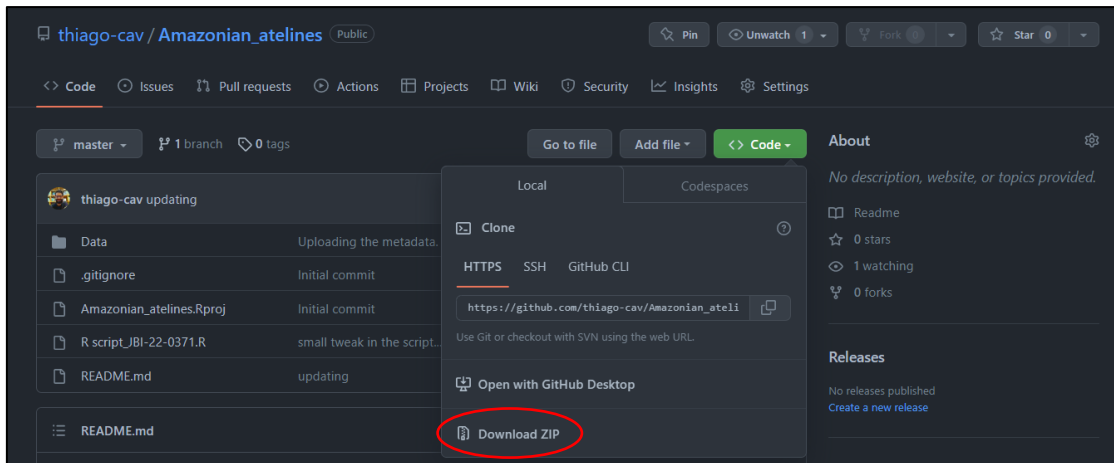 thiago-cav / Amazonian_atelines Public
Pin
Unwatch 1
Fork 0
Star 0
<> Code
Issues
Pull requests
Actions
Projects
Wiki
Security
Insights
Settings
master
1 branch
0 tags
Go to file
Add file
<> Code
thiago-cav updating
Data Uploading the metadata.
.gitignore Initial commit
Amazonian_atelines.Rproj Initial commit
R script_JBI-22-0371.R small tweak in the script...
README.md updating
README.md
Local
Codespaces
Clone
HTTPS SSH GitHub CLI
https://github.com/thiago-cav/Amazonian_ateli
Use Git or checkout with SVN using the web URL.
Open with GitHub Desktop
Download ZIP
About
No description, website, or topics provided.
Readme
0 stars
1 watching
0 forks
Releases
No releases published
Create a new release